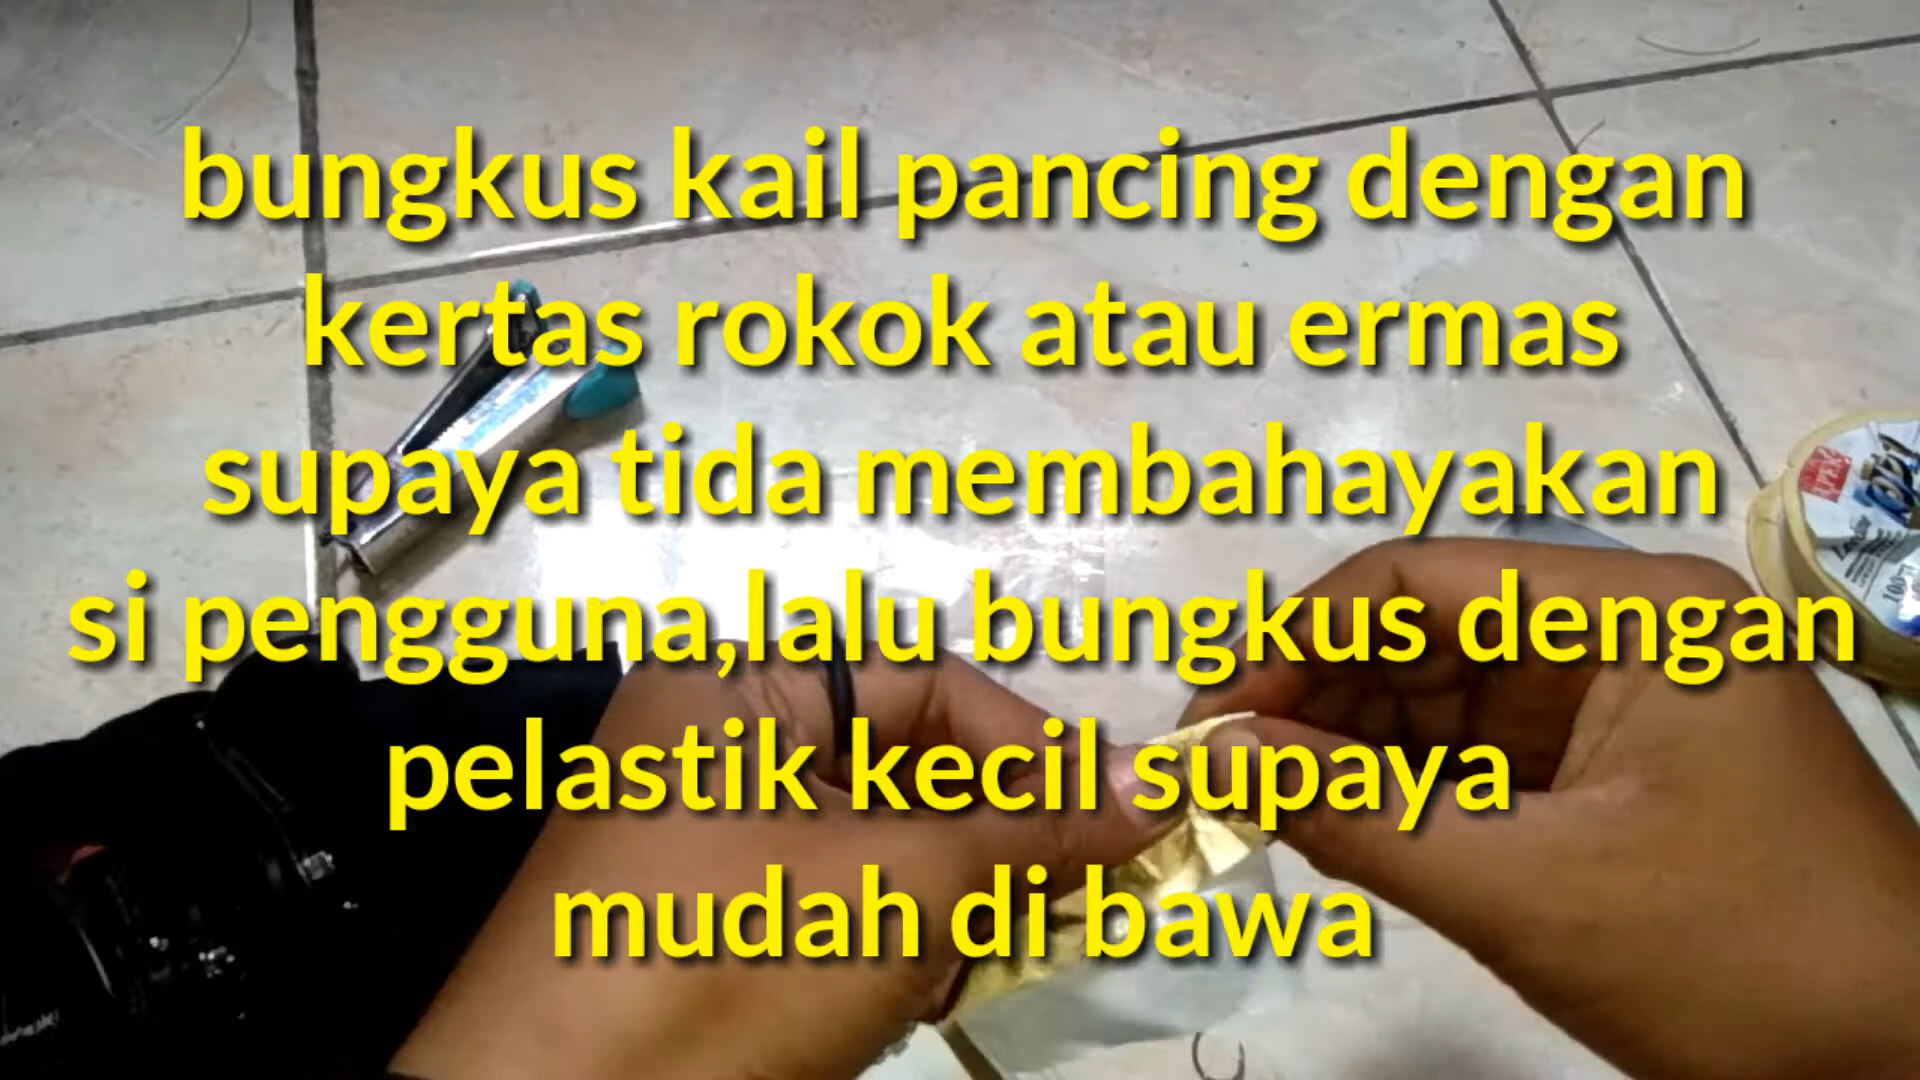 bungkus kail pancing dengan
kertas rokok atau ermas
supaya tida membahayakan
si pengguna,lalu bungkus dengan
pelastik kecil supaya
mudah di bawa